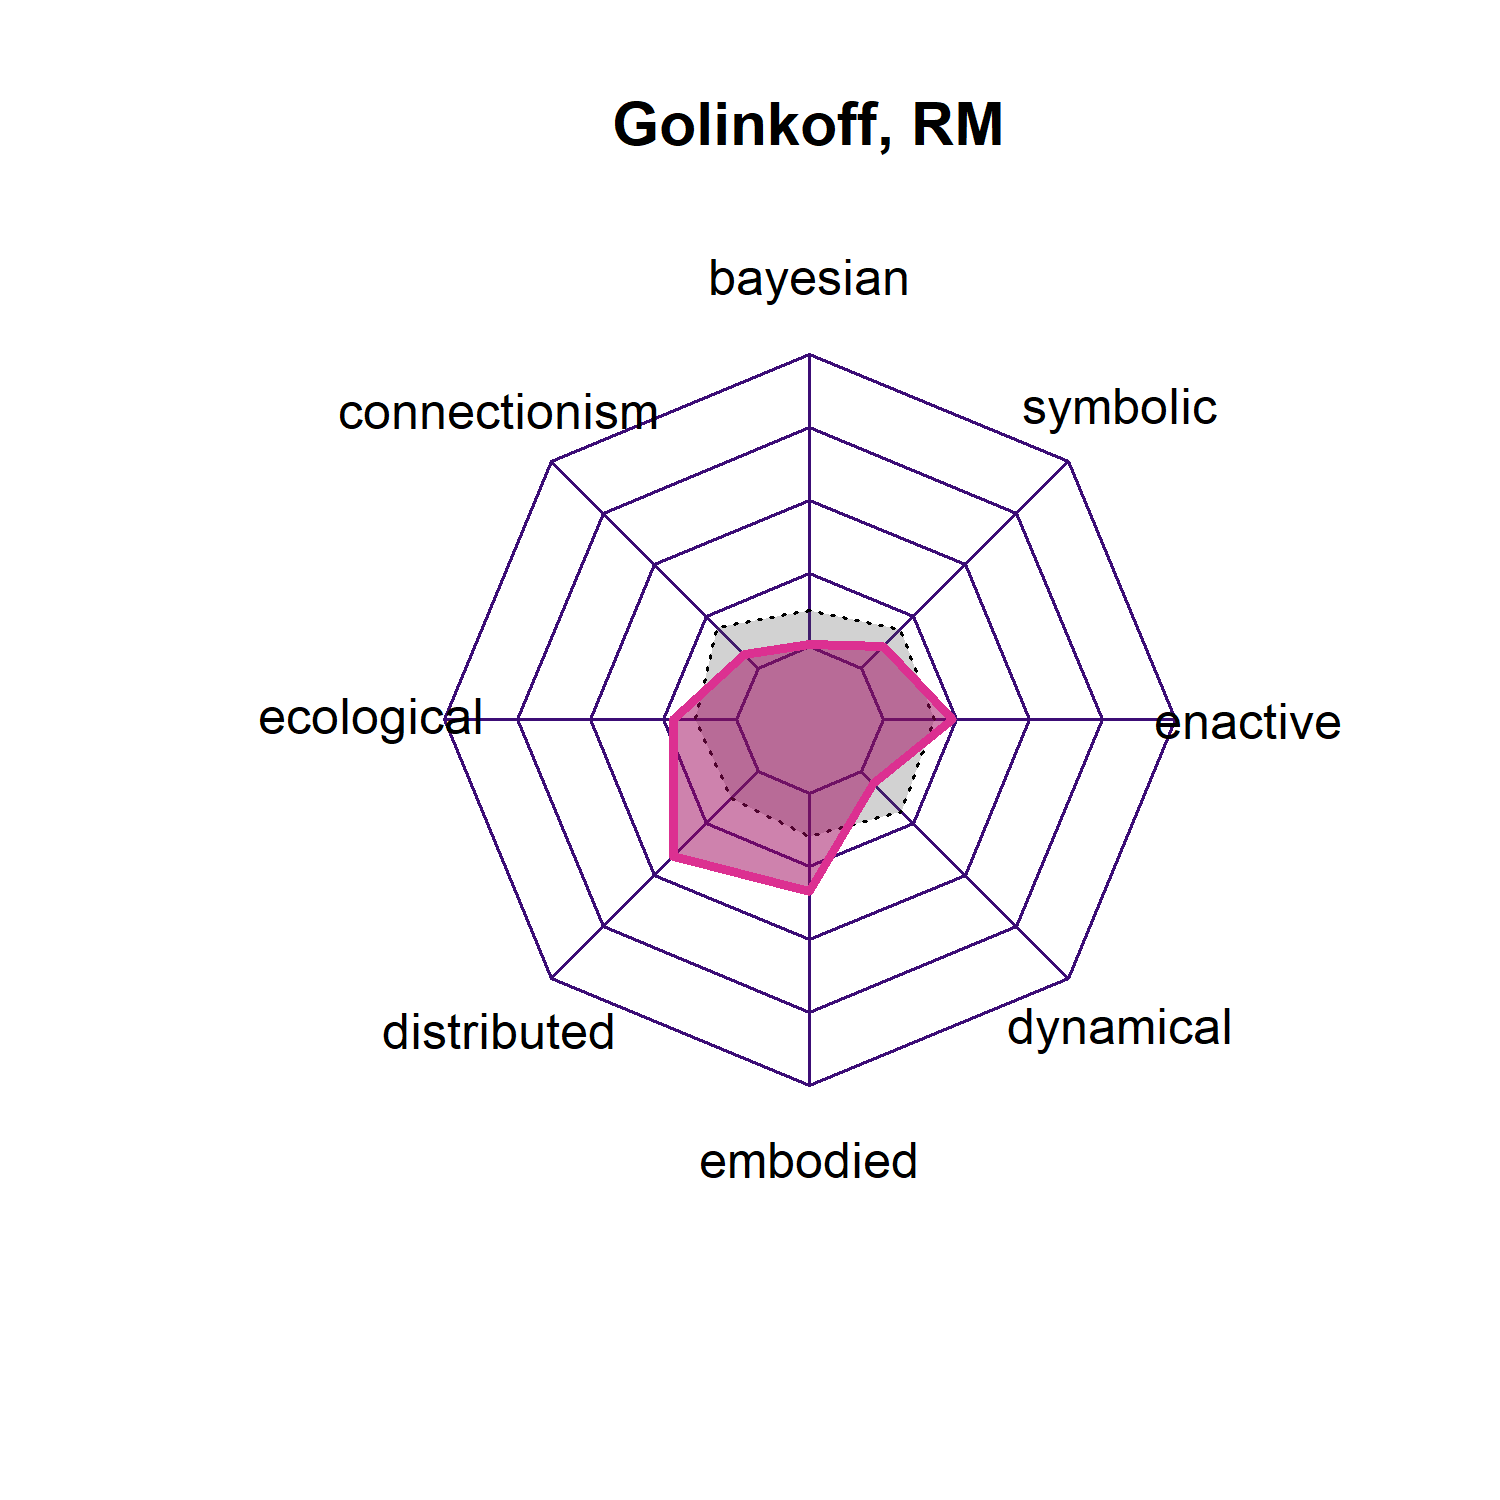 Golinkoff, RM
bayesian
symbolic
connectionism
ecological
enactive
distributed
dynamical
embodied